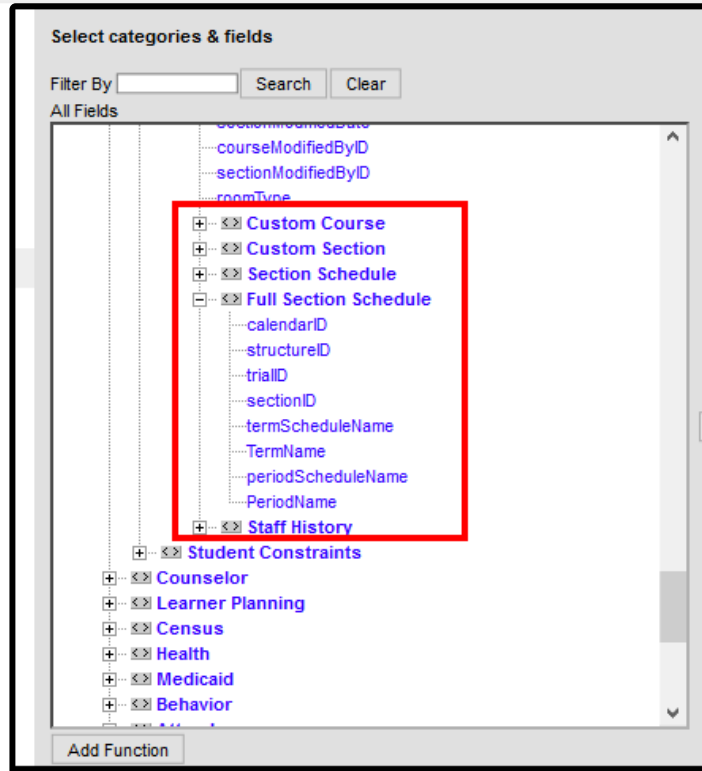 Select categories & fields
Filter By Search Clear
All Fields
courseModifiedByID
sectionModifiedByID
roomType
Custom Course
Custom Section
Section Schedule
Full Section Schedule
calendarID
structureID
trialID
sectionID
termScheduleName
TermName
periodScheduleName
PeriodName
Staff History
Student Constraints
Counselor
Learner Planning
Census
Health
Medicaid
Behavior
Add Function